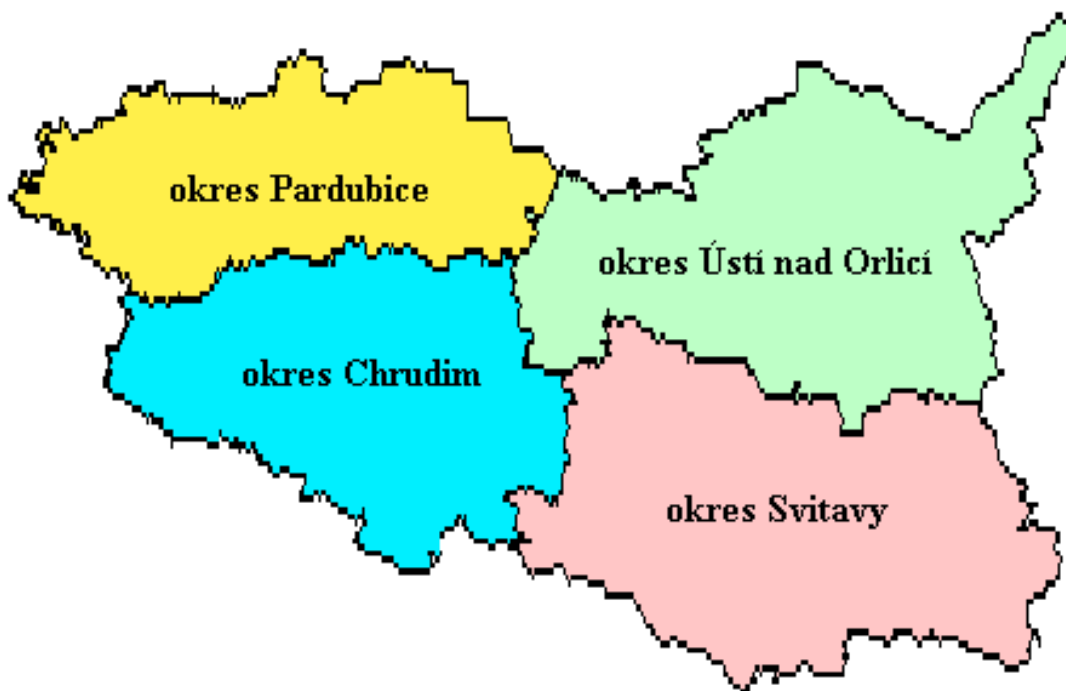 okres Pardubice
okres Ústí nad Orlicí
okres Chrudim
okres Svitavy